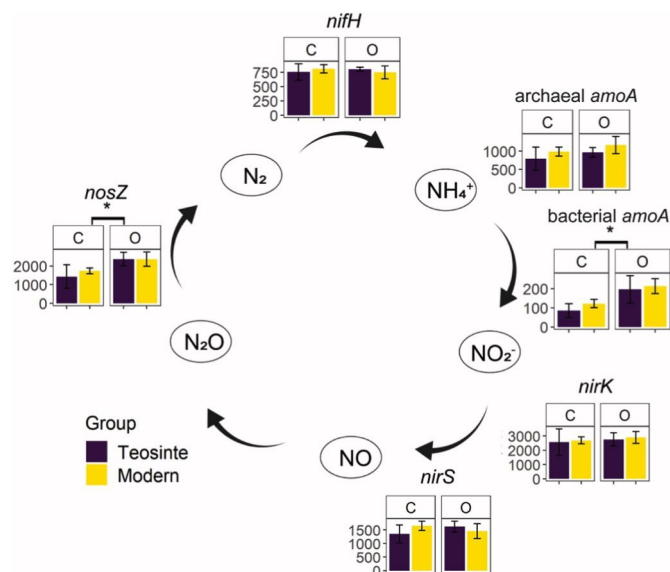 nifH
C O
750
500
250
0
archaeal amoA
C O
1000
500
0
N₂
NH₄⁺
nosZ
*
C O
2000
1000
0
bacterial amoA
*
C O
200
100
0
N₂O
NO₂⁻
nirK
C O
3000
2000
1000
0
Group
Teosinte
Modern
NO
nirS
C O
1500
1000
500
0